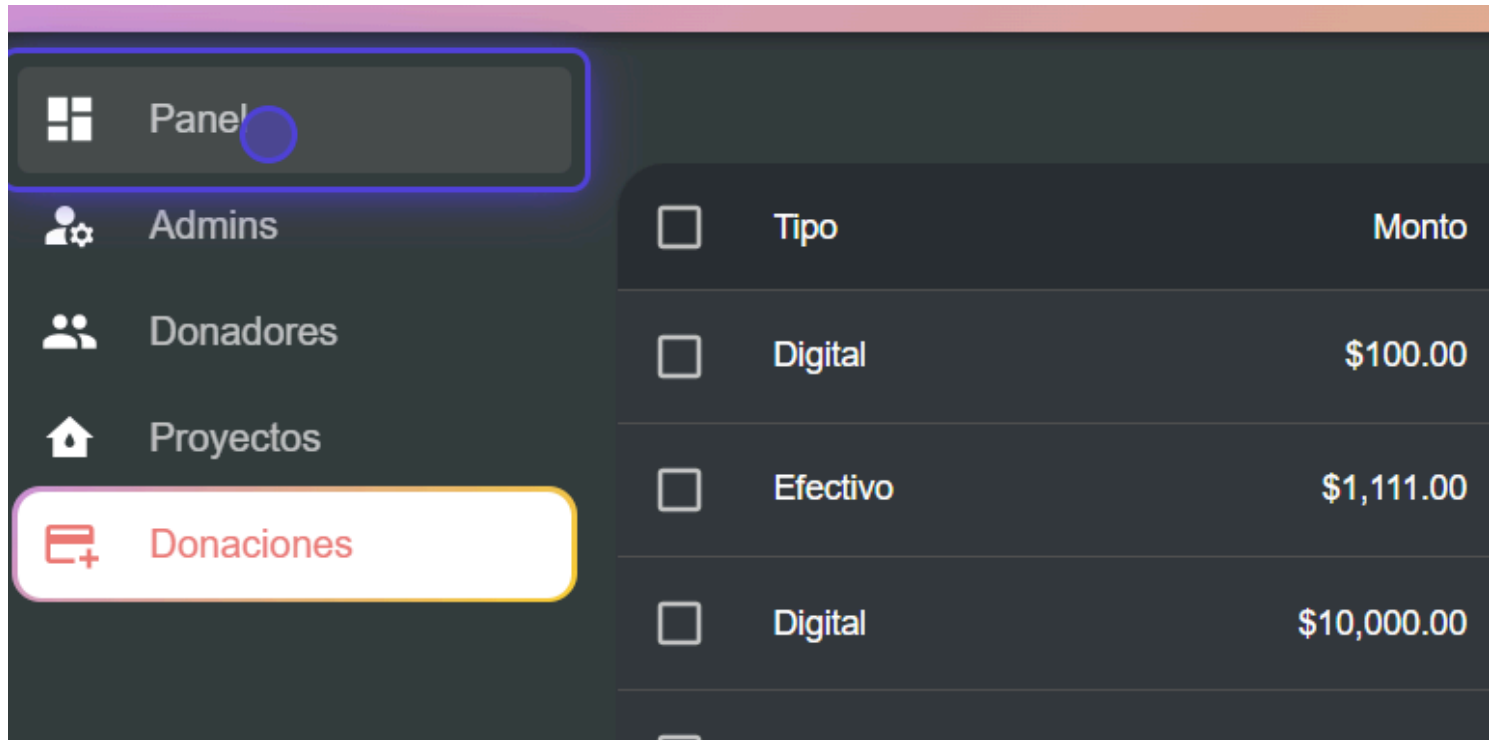 Panel
Admins
Donadores
Proyectos
Donaciones
Tipo Monto
Digital $100.00
Efectivo $1,111.00
Digital $10,000.00